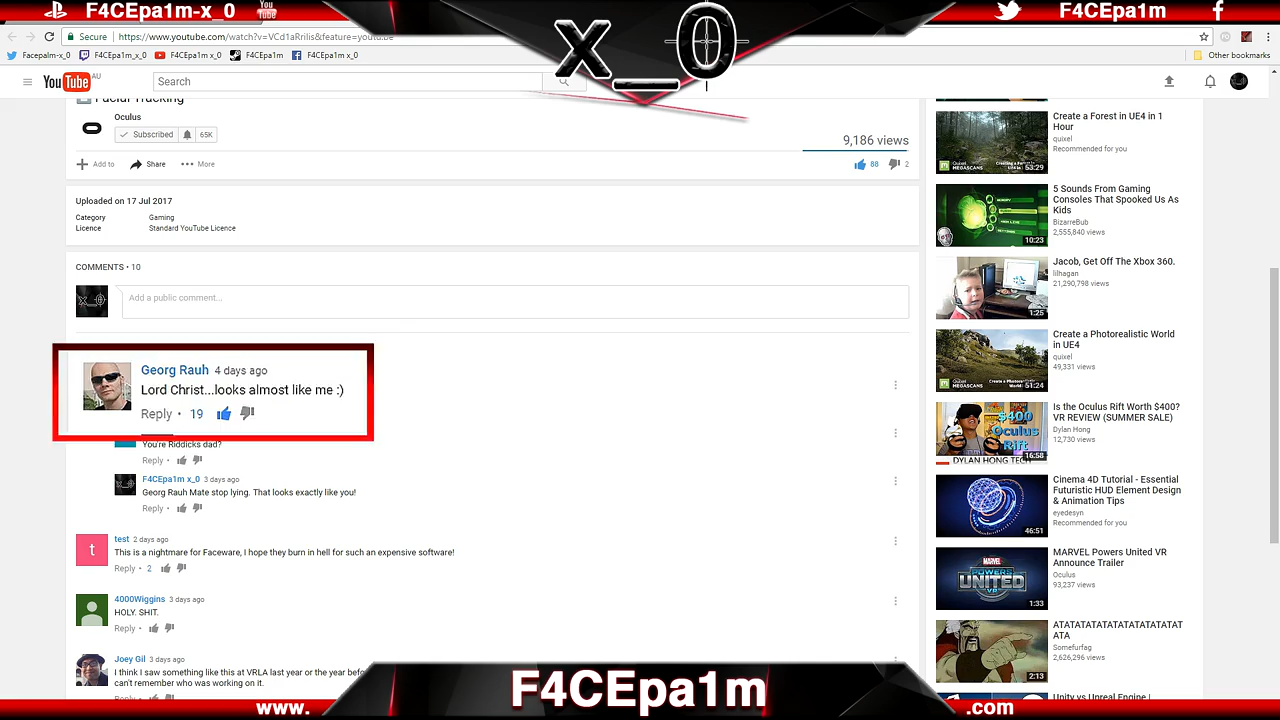 F4CEpa1m-x_0
You Tube
x_0
F4CEpa1m
Secure
https://www.youtube.com/watch?v=VCd1aRriIis&feature=youtu.be
Facepalm-x_0
F4CEpa1m_x_0
F4CEpa1m x_0
F4CEpa1m
F4CEpa1m x_0
Other bookmarks
YouTube AU
Search
Facial Tracking
Oculus
Subscribed
65K
9,186 views
Add to
Share
More
88
2
Uploaded on 17 Jul 2017
Category Gaming
Licence Standard YouTube Licence
COMMENTS • 10
Add a public comment...
Georg Rauh 4 days ago
Lord Christ...looks almost like me :)
Reply • 19
You're Riddicks dad?
Reply •
F4CEpa1m x_0 3 days ago
Georg Rauh Mate stop lying. That looks exactly like you!
Reply •
t
test 2 days ago
This is a nightmare for Faceware, I hope they burn in hell for such an expensive software!
Reply • 2
4000Wiggins 3 days ago
HOLY. SHIT.
Reply •
Joey Gil 3 days ago
I think I saw something like this at VRLA last year or the year befo
can't remember who was working on it.
Reply •
Create a Forest in UE4 in 1
Hour
quixel
Recommended for you
53:29
5 Sounds From Gaming
Consoles That Spooked Us As
Kids
BizarreBub
2,555,840 views
10:23
Jacob, Get Off The Xbox 360.
lilhagan
21,290,798 views
1:25
Create a Photorealistic World
in UE4
quixel
49,331 views
51:24
Is the Oculus Rift Worth $400?
VR REVIEW (SUMMER SALE)
Dylan Hong
12,730 views
$400
Oculus
Rift
DYLAN HONG TECH
16:58
Cinema 4D Tutorial - Essential
Futuristic HUD Element Design
& Animation Tips
eyedesyn
Recommended for you
46:51
MARVEL Powers United VR
Announce Trailer
Oculus
93,237 views
MARVEL
POWERS
UNITED
VR
1:33
ATATATATATATATATATATAT
ATA
Somefurfag
2,626,296 views
2:13
Unity vs Unreal Engine |
F4CEpa1m
www.
.com